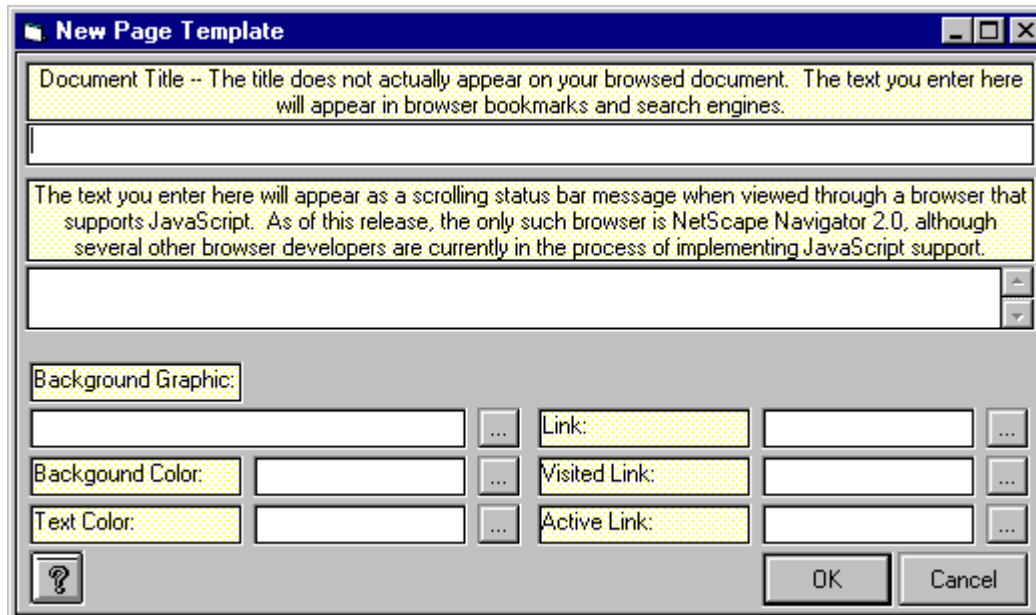 New Page Template
Document Title -- The title does not actually appear on your browsed document.  The text you enter here
will appear in browser bookmarks and search engines.
The text you enter here will appear as a scrolling status bar message when viewed through a browser that
supports JavaScript.  As of this release, the only such browser is NetScape Navigator 2.0, although
several other browser developers are currently in the process of implementing JavaScript support.
Background Graphic:
... Link: ...
Backgound Color: ... Visited Link: ...
Text Color: ... Active Link: ...
? OK Cancel